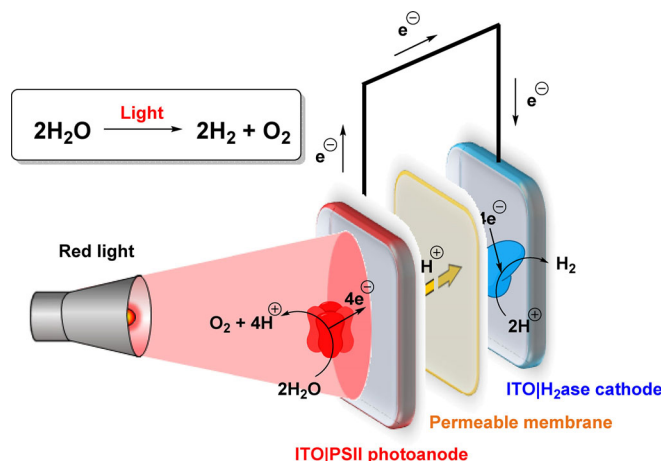 e⊖
e⊖
e⊖
Light
2H₂O → 2H₂ + O₂
Red light
4e⊖
H⊕
H₂
O₂ + 4H⊕
4e⊖
2H⊕
2H₂O
ITO|H₂ase cathode
Permeable membrane
ITO|PSII photoanode